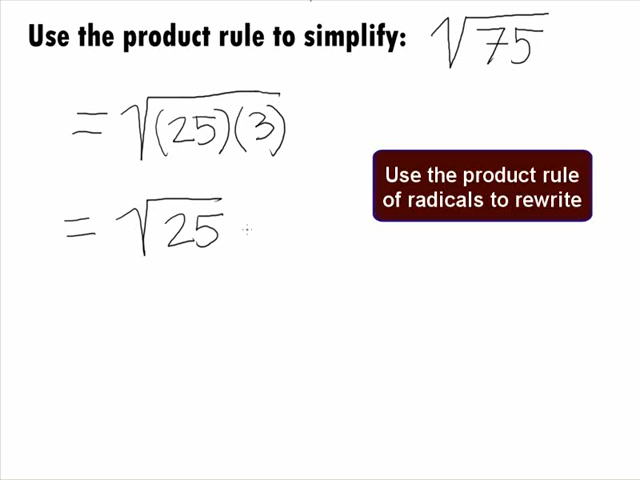 Use the product rule to simplify: √75
= √(25)(3)
Use the product rule
of radicals to rewrite
= √25